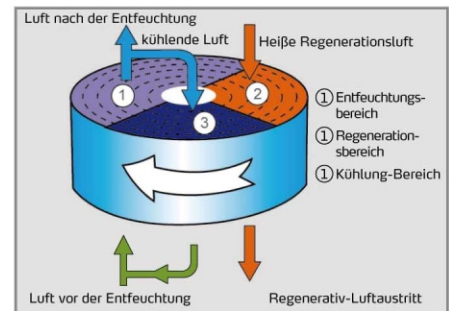 Luft nach der Entfeuchtung
kühlende Luft
Heiße Regenerationsluft
1
2
3
① Entfeuchtungs-
bereich
① Regeneration-
sbereich
① Kühlung-Bereich
Luft vor der Entfeuchtung
Regenerativ-Luftaustritt